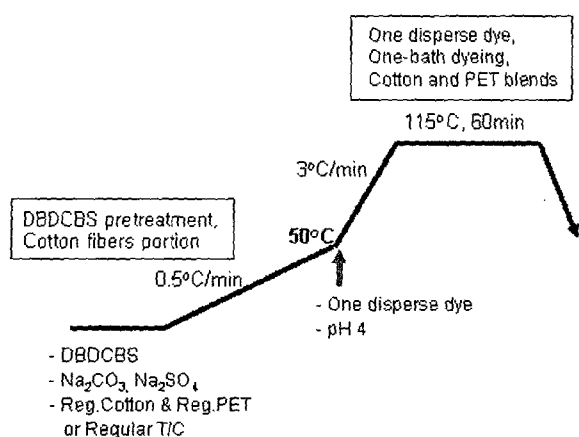 One disperse dye,
One-bath dyeing,
Cotton and PET blends
115°C, 60min
3°C/min
DBDCBS pretreatment,
Cotton fibers portion
50°C
0.5°C/min
- One disperse dye
- pH 4
- DBDCBS
- Na₂CO₃, Na₂SO₄
- Reg.Cotton & Reg.PET
or Regular T/C